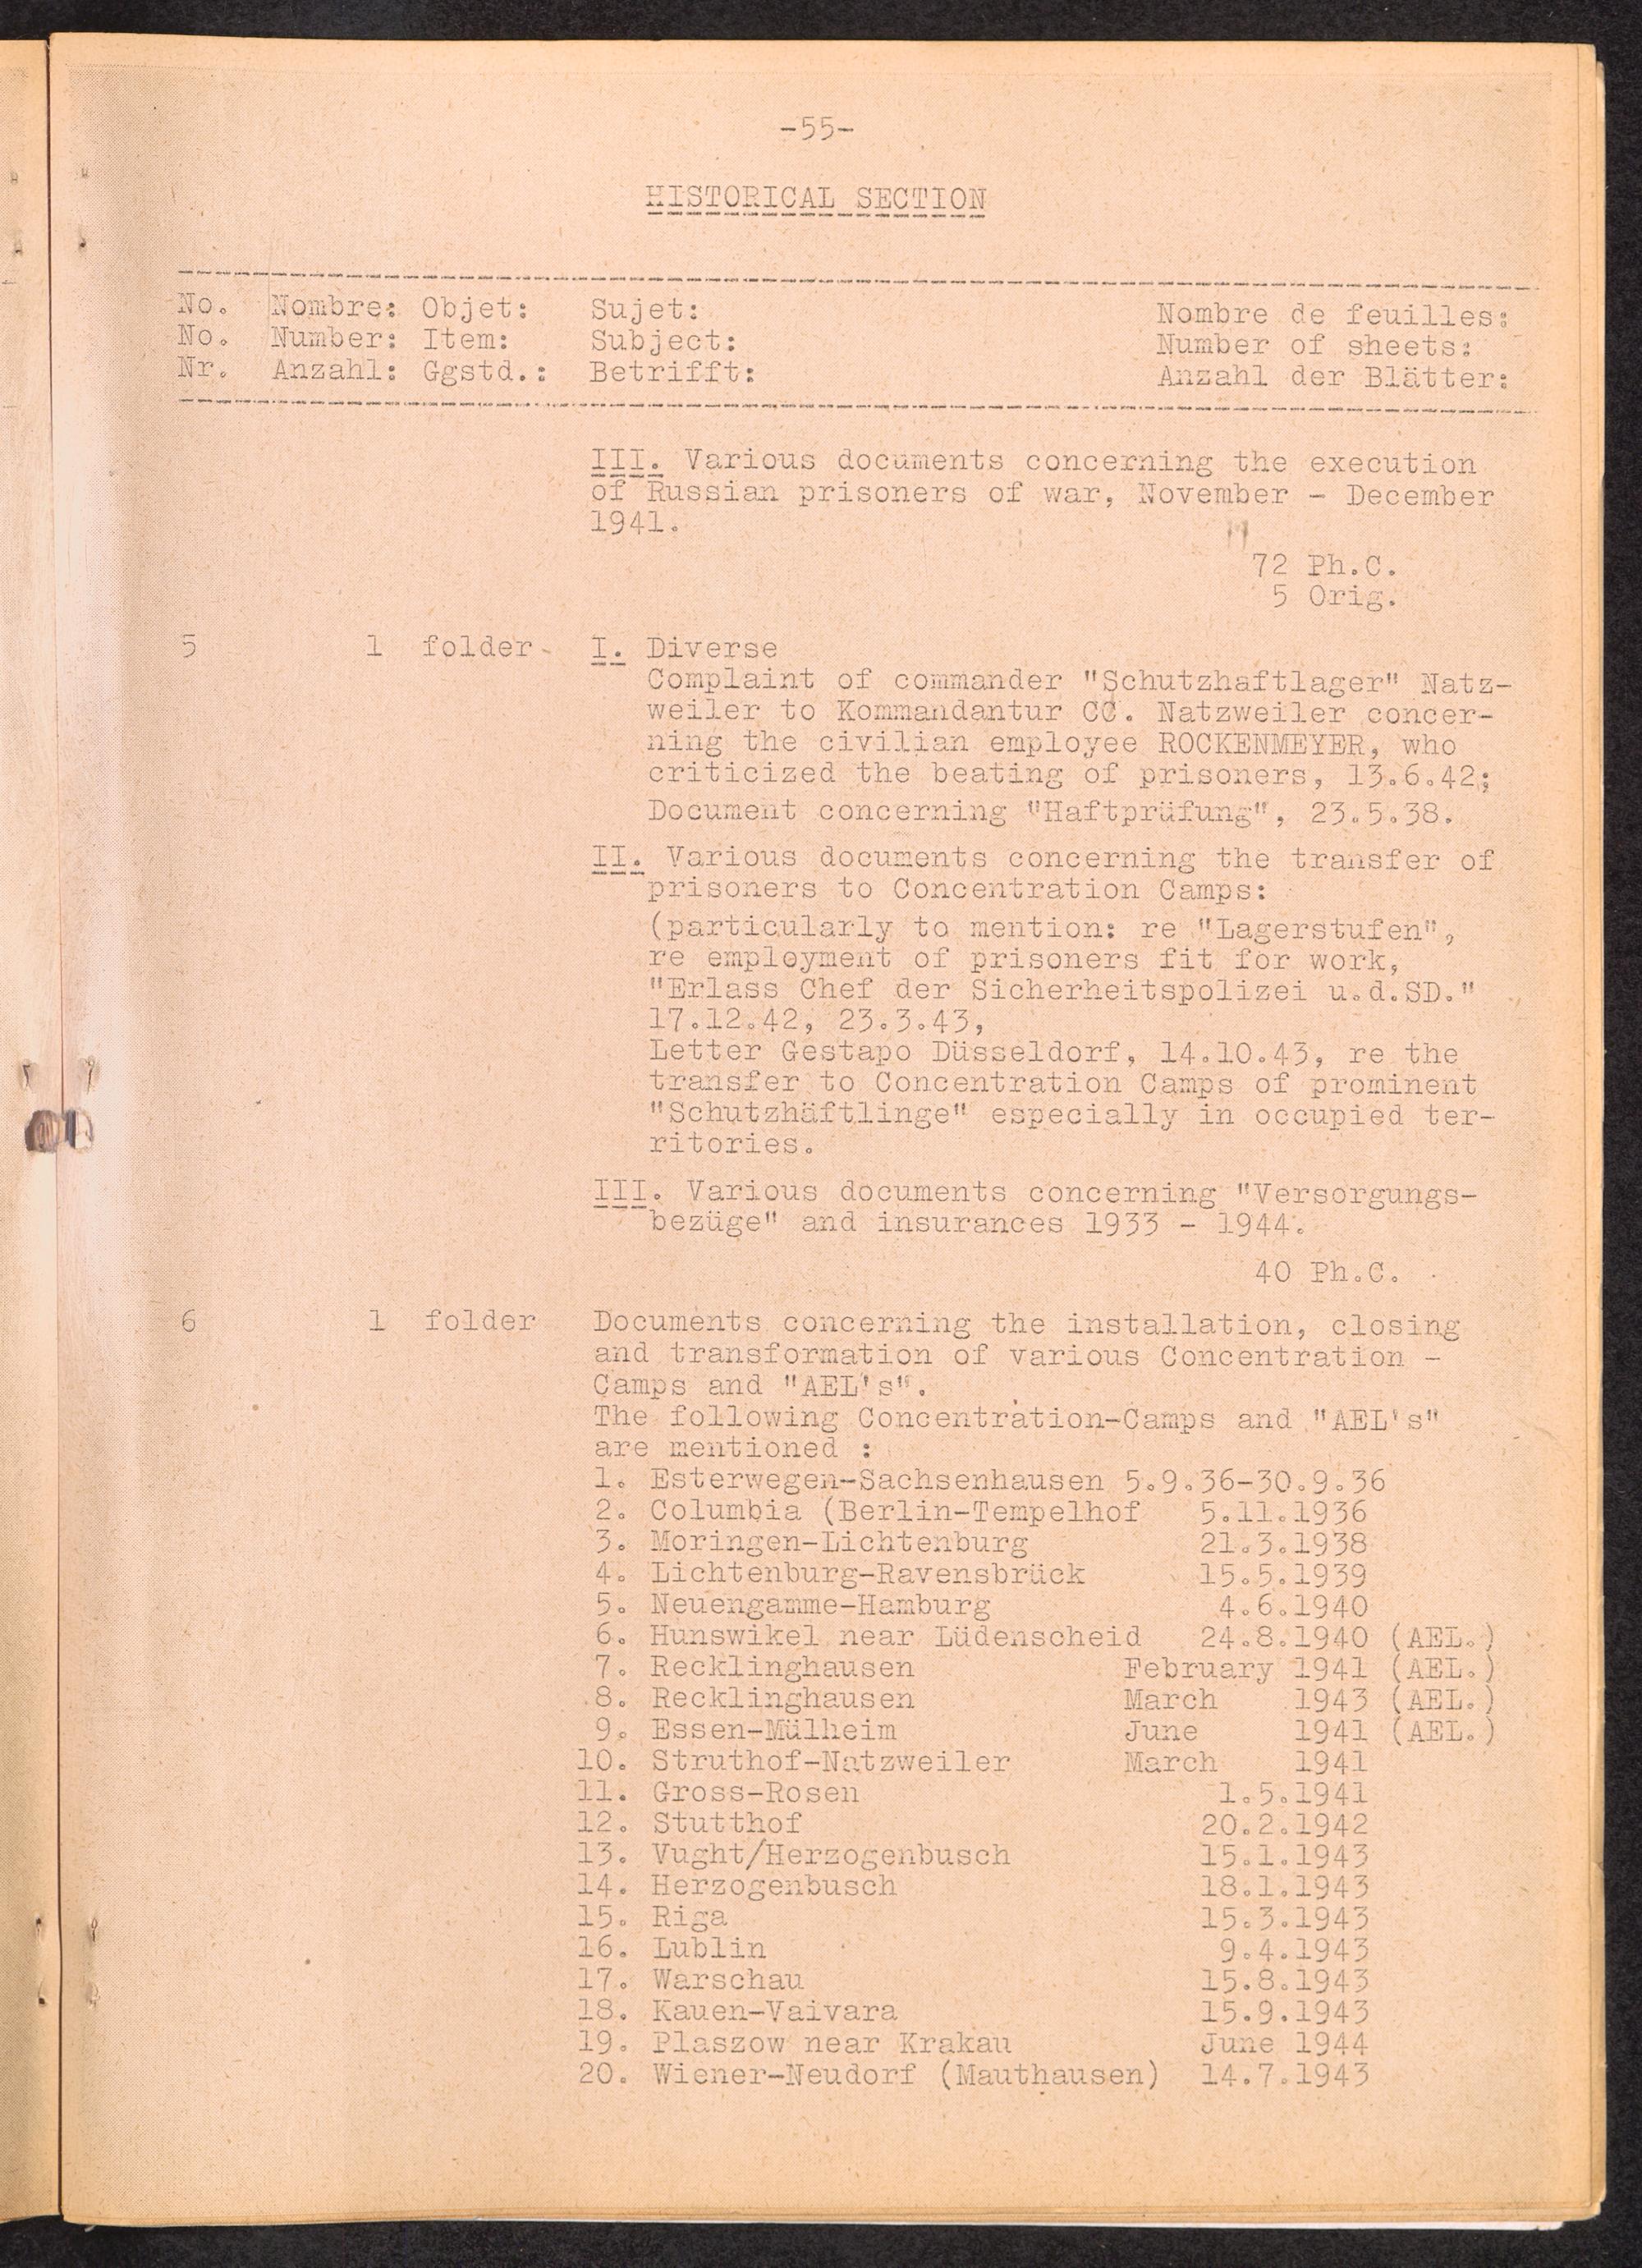 -55-
HISTORICAL SECTION
No. Nombre: Objet: Sujet: Nombre de feuilles:
No. Number: Item: Subject: Number of sheets:
Nr. Anzahl: Ggstd.: Betrifft: Anzahl der Blätter:
III. Various documents concerning the execution
of Russian prisoners of war, November - December
1941.
72 Ph.C.
5 Orig.
5 1 folder I. Diverse
Complaint of commander "Schutzhaftlager" Natz-
weiler to Kommandantur CC. Natzweiler concer-
ning the civilian employee ROCKENMEYER, who
criticized the beating of prisoners, 13.6.42;
Document concerning "Haftprüfung", 23.5.38.
II. Various documents concerning the transfer of
prisoners to Concentration Camps:
(particularly to mention: re "Lagerstufen",
re employment of prisoners fit for work,
"Erlass Chef der Sicherheitspolizei u.d.SD."
17.12.42, 23.3.43,
Letter Gestapo Düsseldorf, 14.10.43, re the
transfer to Concentration Camps of prominent
"Schutzhäftlinge" especially in occupied ter-
ritories.
III. Various documents concerning "Versorgungs-
bezüge" and insurances 1933 - 1944.
40 Ph.C.
6 1 folder Documents concerning the installation, closing
and transformation of various Concentration -
Camps and "AEL's".
The following Concentration-Camps and "AEL's"
are mentioned :
1. Esterwegen-Sachsenhausen 5.9.36-30.9.36
2. Columbia (Berlin-Tempelhof 5.11.1936
3. Moringen-Lichtenburg 21.3.1938
4. Lichtenburg-Ravensbrück 15.5.1939
5. Neuengamme-Hamburg 4.6.1940
6. Hunswikel near Lüdenscheid 24.8.1940 (AEL.)
7. Recklinghausen February 1941 (AEL.)
8. Recklinghausen March 1943 (AEL.)
9. Essen-Mülheim June 1941 (AEL.)
10. Struthof-Natzweiler March 1941
11. Gross-Rosen 1.5.1941
12. Stutthof 20.2.1942
13. Vught/Herzogenbusch 15.1.1943
14. Herzogenbusch 18.1.1943
15. Riga 15.3.1943
16. Lublin 9.4.1943
17. Warschau 15.8.1943
18. Kauen-Vaivara 15.9.1943
19. Plaszow near Krakau June 1944
20. Wiener-Neudorf (Mauthausen) 14.7.1943